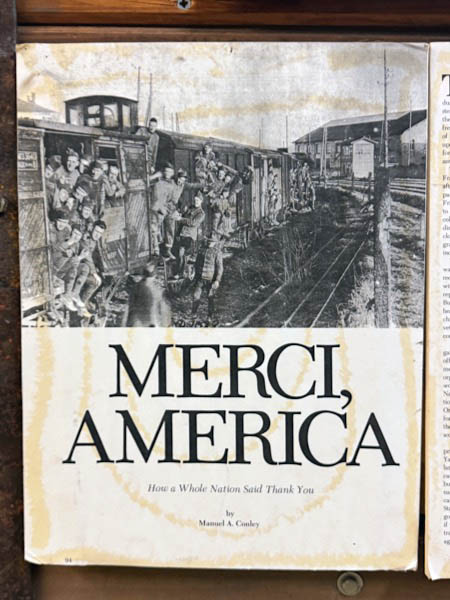 MERCI,
AMERICA
How a Whole Nation Said Thank You
by
Manuel A. Conley
94